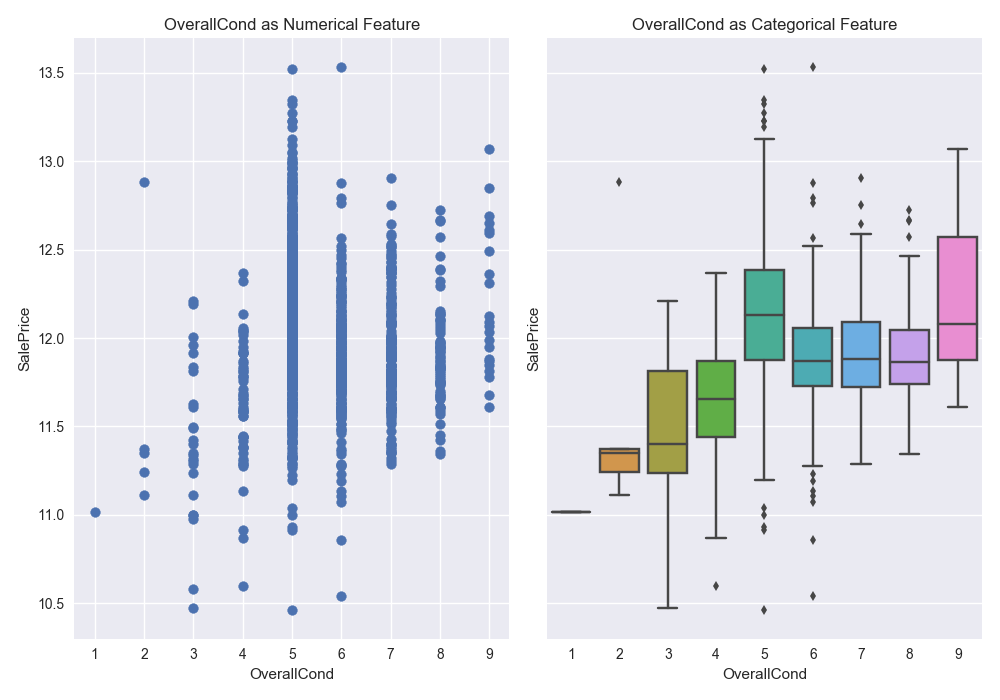 OverallCond as Numerical Feature
SalePrice
13.5
13.0
12.5
12.0
11.5
11.0
10.5
1 2 3 4 5 6 7 8 9
OverallCond
OverallCond as Categorical Feature
SalePrice
1 2 3 4 5 6 7 8 9
OverallCond